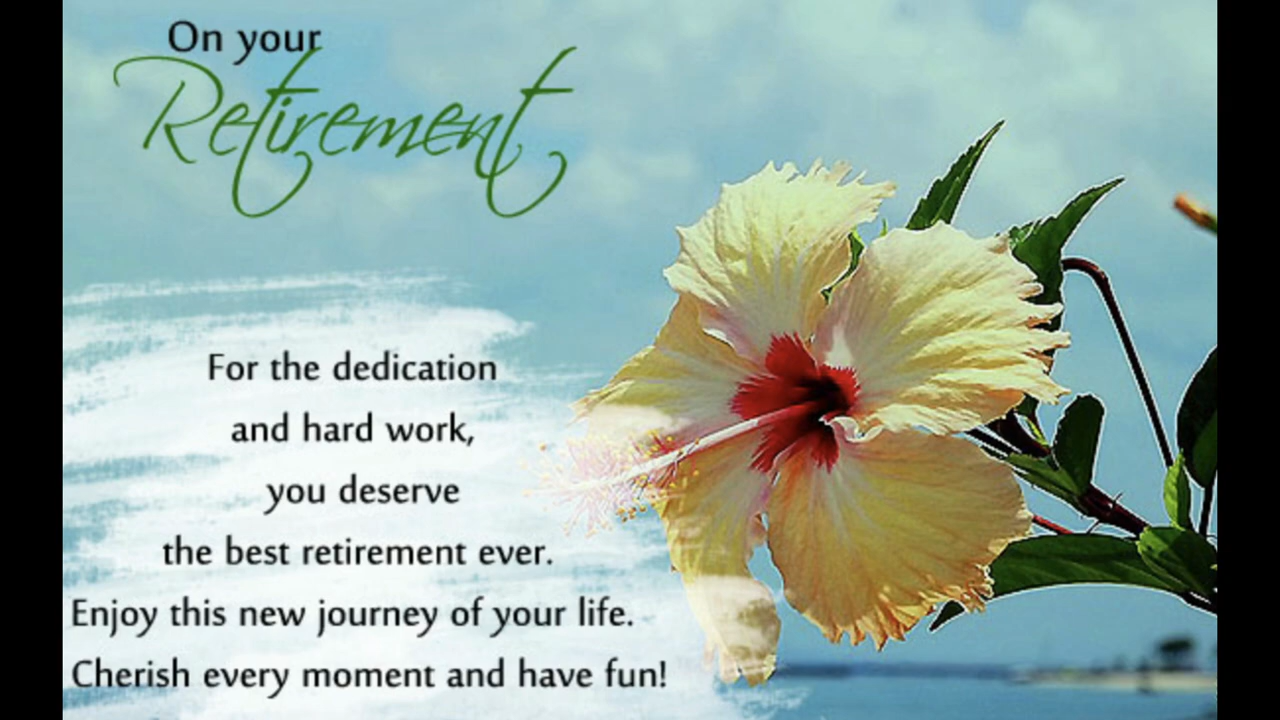 On your
Retirement
For the dedication
and hard work,
you deserve
the best retirement ever.
Enjoy this new journey of your life.
Cherish every moment and have fun!